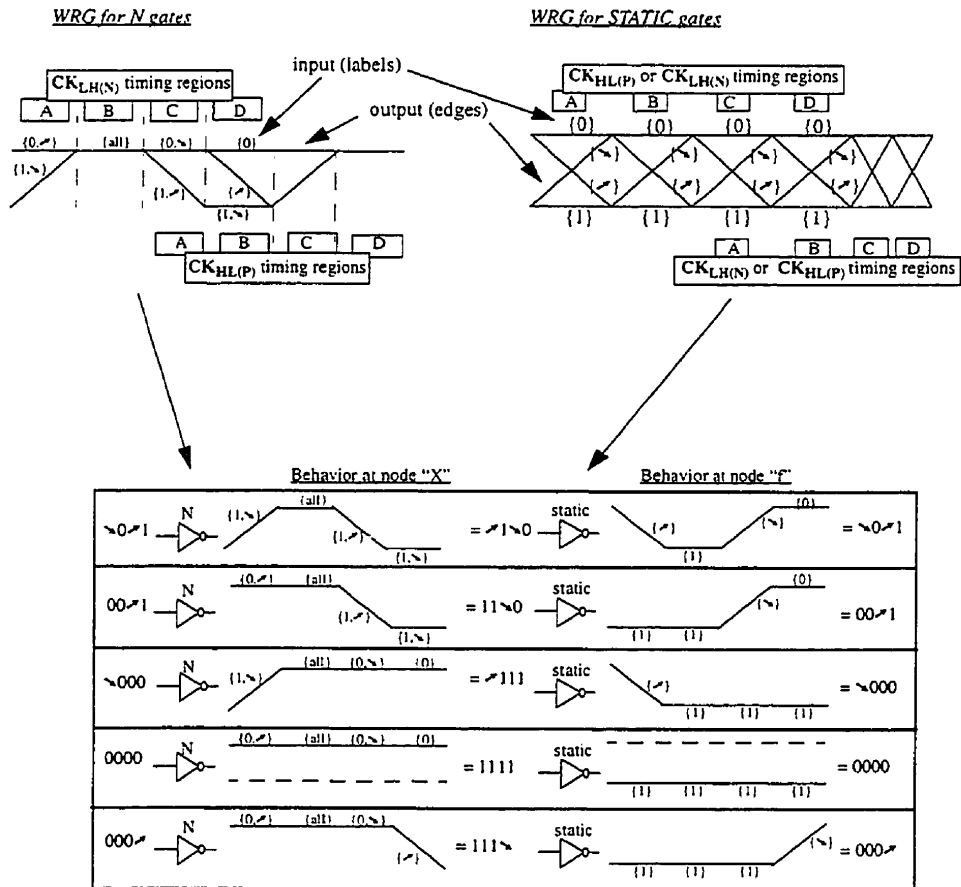 WRG for N gates
WRG for STATIC gates
input (labels)
output (edges)
CK_LH(N) timing regions
A B C D
{0,↗} {all} {0,↘} {0}
{1,↘} {1,↗} {↗}
{1,↘}
A B C D
CK_HL(P) timing regions
CK_HL(P) or CK_LH(N) timing regions
A B C D
{0} {0} {0} {0}
{↘} {↘} {↘} {↘}
{↗} {↗} {↗} {↗}
{1} {1} {1} {1}
A B C D
CK_LH(N) or CK_HL(P) timing regions
Behavior at node "X" Behavior at node "f"
↘0↗1 N {1,↘} {all} {1,↗} {1,↘} = ↗1↘0 static {↗} {1} {↘} {0} = ↘0↗1
00↗1 N {0,↗} {all} {1,↗} {1,↘} = 11↘0 static {1} {1} {↘} {0} = 00↗1
↘000 N {1,↘} {all} {0,↘} {0} = ↗111 static {↗} {1} {1} {1} = ↘000
0000 N {0,↗} {all} {0,↘} {0} = 1111 static {1} {1} {1} {1} = 0000
000↗ N {0,↗} {all} {0,↘} {↗} = 111↘ static {1} {1} {1} {↘} = 000↗